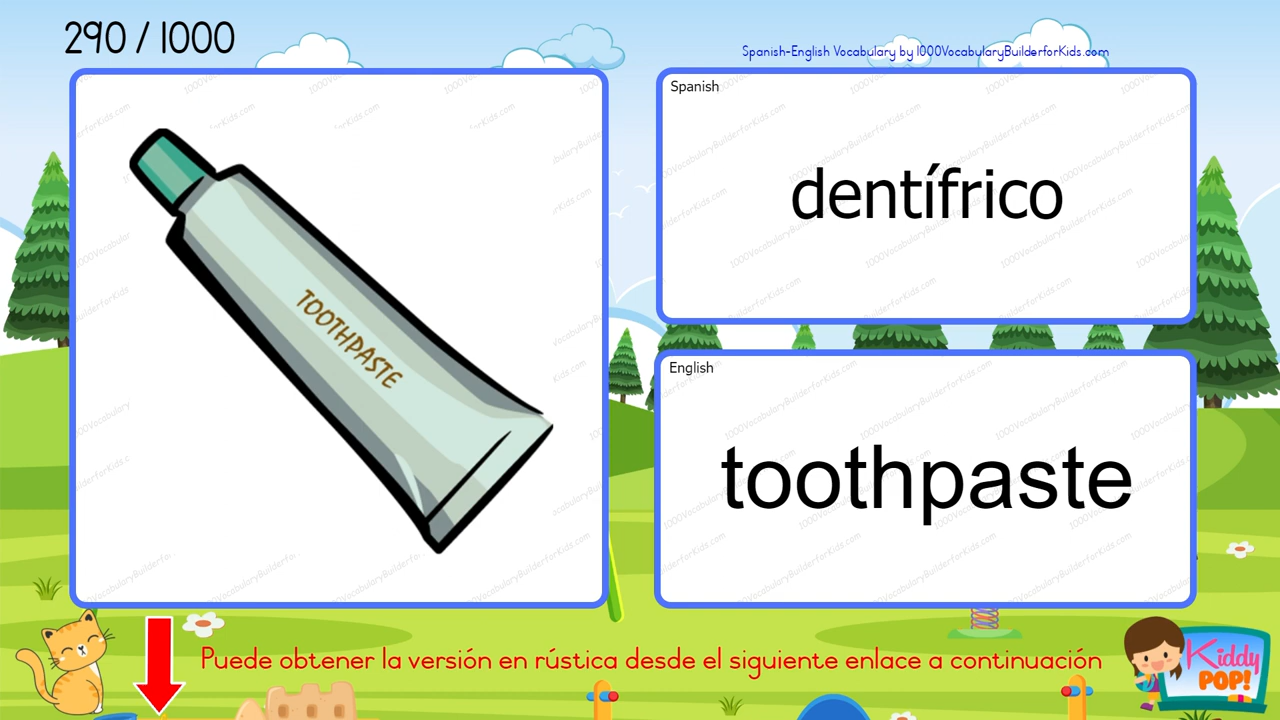 290 / 1000
Spanish-English Vocabulary by 1000VocabularyBuilderforKids.com
TOOTHPASTE
Spanish
dentífrico
English
toothpaste
Puede obtener la versión en rústica desde el siguiente enlace a continuación
Kiddy
POP!